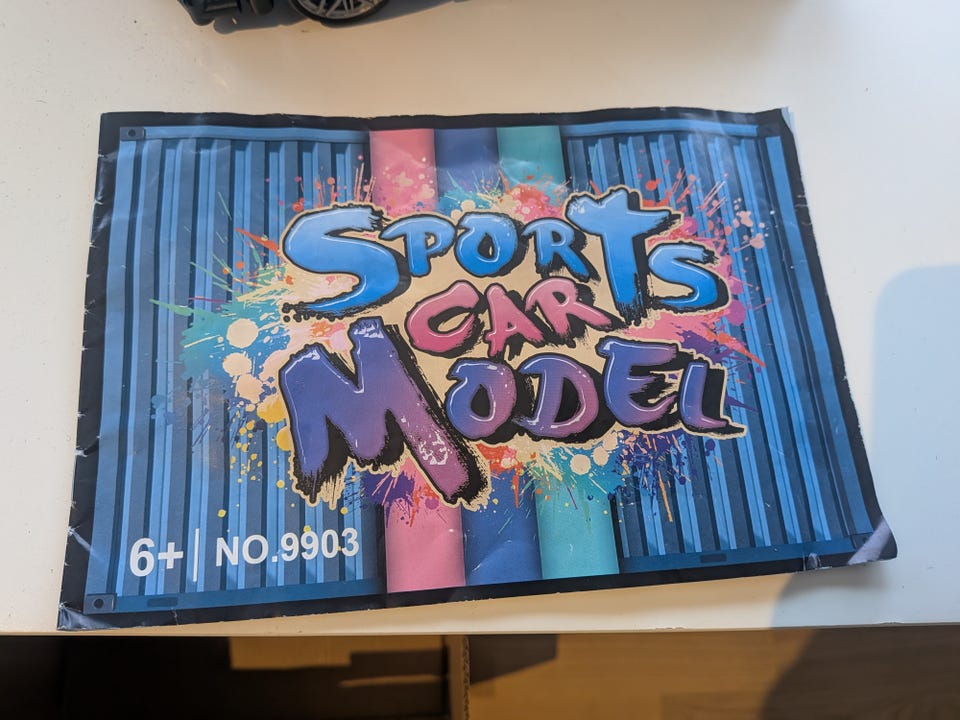 SPORTS
CAR
MODEL
6+ | NO.9903